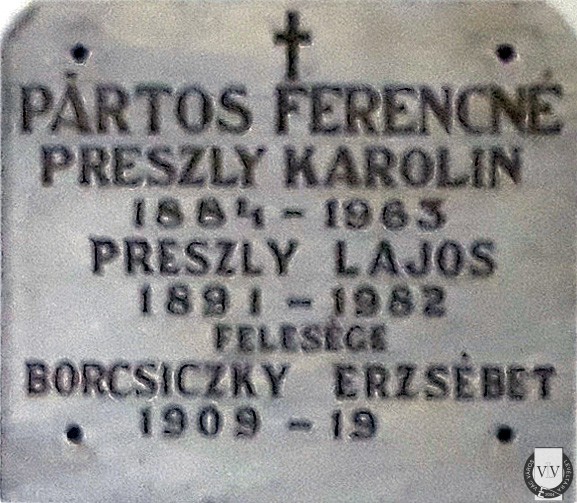 PÁRTOS FERENCNÉ
PRESZLY KAROLIN
1884 – 1963
PRESZLY LAJOS
1891 – 1982
FELESÉGE
BORCSICZKY ERZSÉBET
1909 – 19